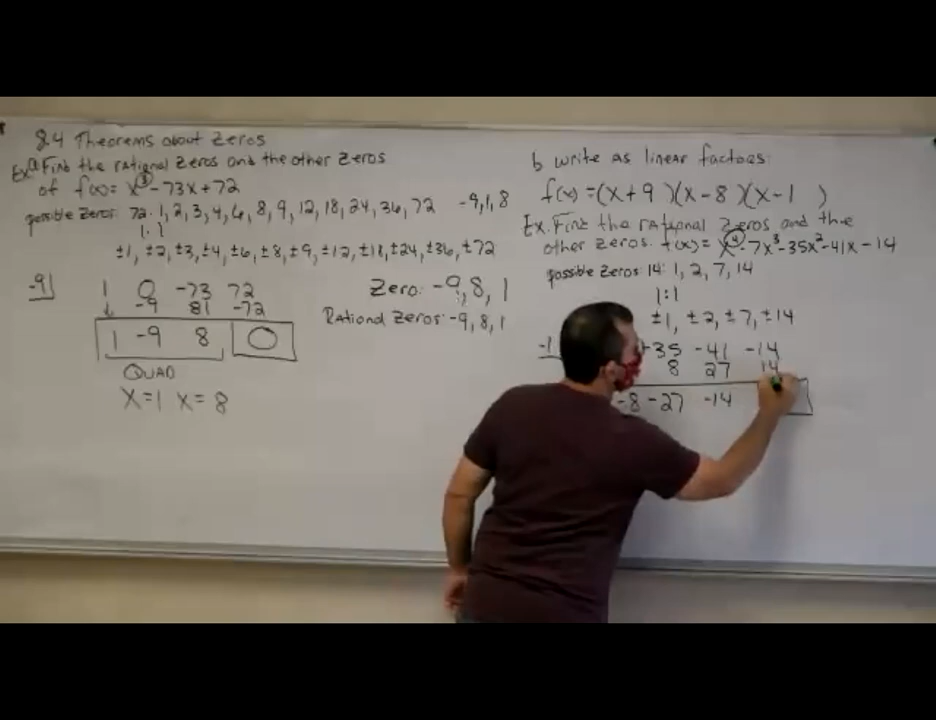 8.4 Theorems about Zeros
Ex. a Find the rational zeros and the other zeros
of f(x) = x³ - 73x + 72
possible zeros: 72: 1, 2, 3, 4, 6, 8, 9, 12, 18, 24, 36, 72 -9, 1, 8
1: 1
±1, ±2, ±3, ±4, ±6, ±8, ±9, ±12, ±18, ±24, ±36, ±72
-9 1 0 -73 72
-9 81 -72
1 -9 8 0
QUAD
x=1 x=8
Zero: -9, 8, 1
Rational Zeros: -9, 8, 1
b write as linear factors:
f(x) = (x+9)(x-8)(x-1)
Ex. Find the rational zeros and the
other zeros. f(x) = x⁴ - 7x³ - 35x² - 41x - 14
possible zeros: 14: 1, 2, 7, 14
1: 1
±1, ±2, ±7, ±14
-1 -35 -41 -14
8 27 14
-8 -27 -14